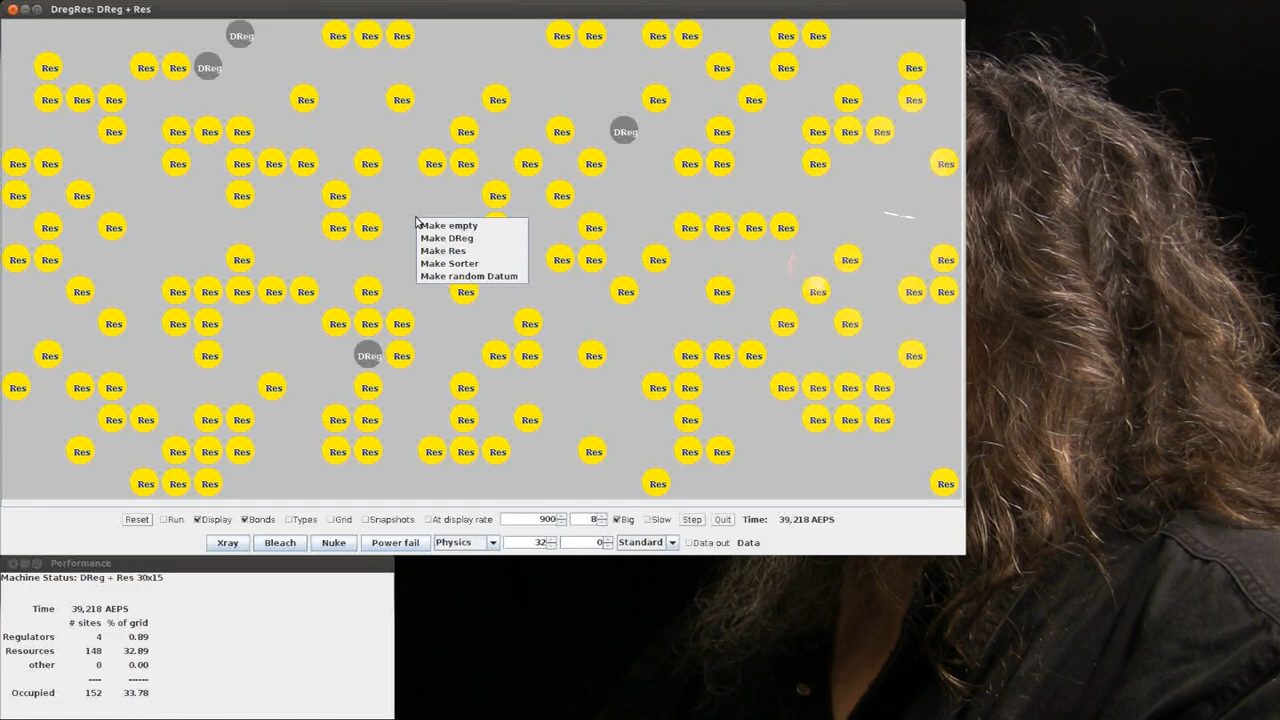 DregRes: DReg + Res
DReg Res Res Res Res Res Res Res Res Res
Res Res Res DReg Res Res Res
Res Res Res Res Res Res Res Res Res Res
Res Res Res Res Res Res DReg Res Res Res Res
Res Res Res Res Res Res Res Res Res Res Res Res Res Res Res
Res Res Res Res Res Res
Res Res Res Res Res Res Res Res Res
Res Res Res Res Res Res Res Res
Res Res Res Res Res Res Res Res Res Res Res Res Res
Res Res Res Res Res Res Res Res Res
Res Res DReg Res Res Res Res Res Res Res Res
Res Res Res Res Res Res Res Res Res Res Res Res
Res Res Res Res Res Res Res Res Res Res Res Res
Res Res Res Res Res Res Res Res Res Res Res Res
Res Res Res Res Res
Make empty
Make DReg
Make Res
Make Sorter
Make random Datum
Reset Run Display Bonds Types Grid Snapshots At display rate 900 8 Big Slow Step Quit Time: 39,218 AEPS
Xray Bleach Nuke Power fail Physics 32 0 Standard Data out Data
Performance
Machine Status: DReg + Res 30x15
Time 39,218 AEPS
# sites % of grid
Regulators 4 0.89
Resources 148 32.89
other 0 0.00
---- ------
Occupied 152 33.78